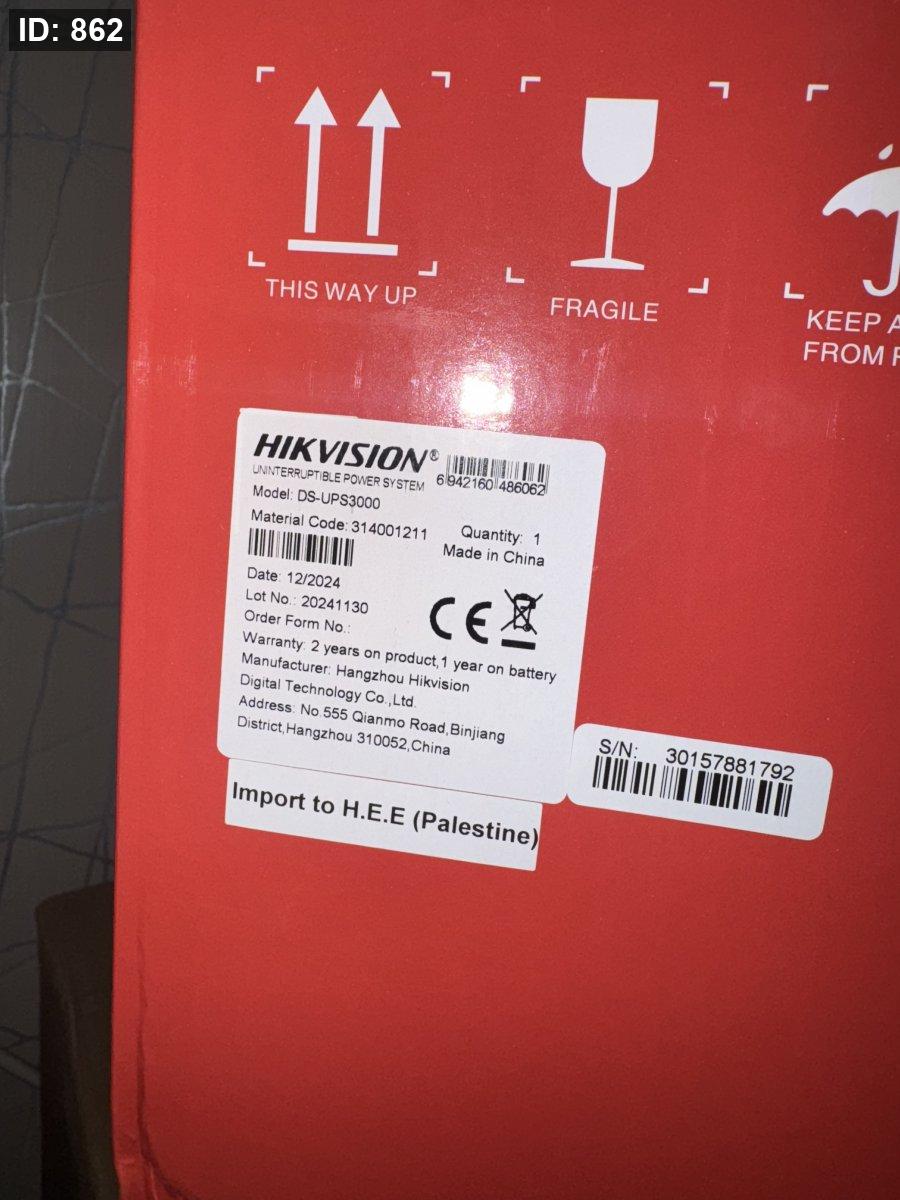 ID: 862
THIS WAY UP
FRAGILE
KEEP A
FROM
HIKVISION®
UNINTERRUPTIBLE POWER SYSTEM
6 942160 486062
Model: DS-UPS3000
Material Code: 314001211
Quantity: 1
Made in China
Date: 12/2024
Lot No.: 20241130
Order Form No.:
CE
Warranty: 2 years on product,1 year on battery
Manufacturer: Hangzhou Hikvision
Digital Technology Co.,Ltd.
Address: No.555 Qianmo Road,Binjiang
District,Hangzhou 310052,China
S/N: 30157881792
Import to H.E.E (Palestine)